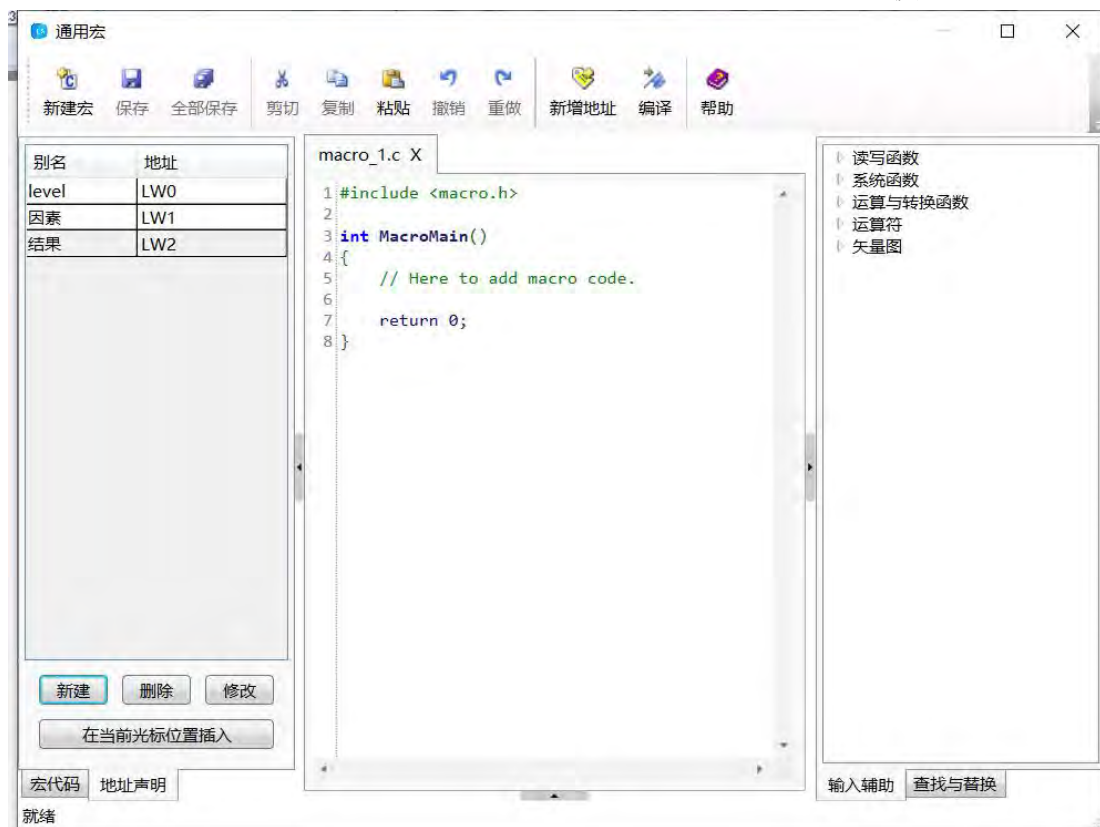 通用宏
新建宏 保存 全部保存 剪切 复制 粘贴 撤销 重做 新增地址 编译 帮助
别名 地址
level LW0
因素 LW1
结果 LW2
新建 删除 修改
在当前光标位置插入
宏代码 地址声明
macro_1.c X
1 #include <macro.h>
2
3 int MacroMain()
4 {
5     // Here to add macro code.
6
7     return 0;
8 }
读写函数
系统函数
运算与转换函数
运算符
矢量图
输入辅助 查找与替换
就绪